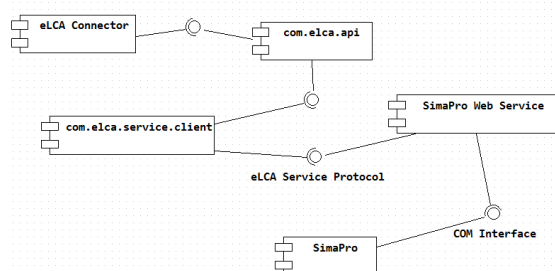 eLCA Connector
com.elca.api
SimaPro Web Service
com.elca.service.client
eLCA Service Protocol
COM Interface
SimaPro